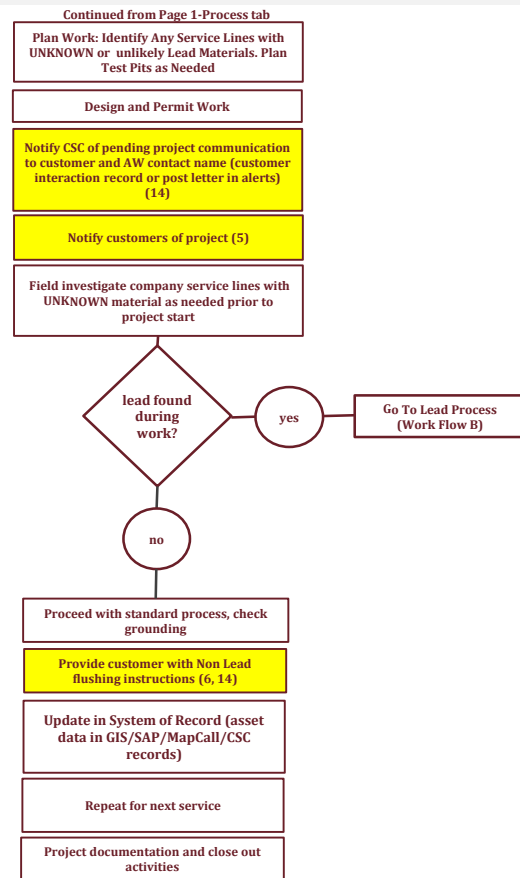 Continued from Page 1-Process tab
Plan Work: Identify Any Service Lines with
UNKNOWN or unlikely Lead Materials. Plan
Test Pits as Needed
Design and Permit Work
Notify CSC of pending project communication
to customer and AW contact name (customer
interaction record or post letter in alerts)
(14)
Notify customers of project (5)
Field investigate company service lines with
UNKNOWN material as needed prior to
project start
lead found
during
work?
yes
Go To Lead Process
(Work Flow B)
no
Proceed with standard process, check
grounding
Provide customer with Non Lead
flushing instructions (6, 14)
Update in System of Record (asset
data in GIS/SAP/MapCall/CSC
records)
Repeat for next service
Project documentation and close out
activities